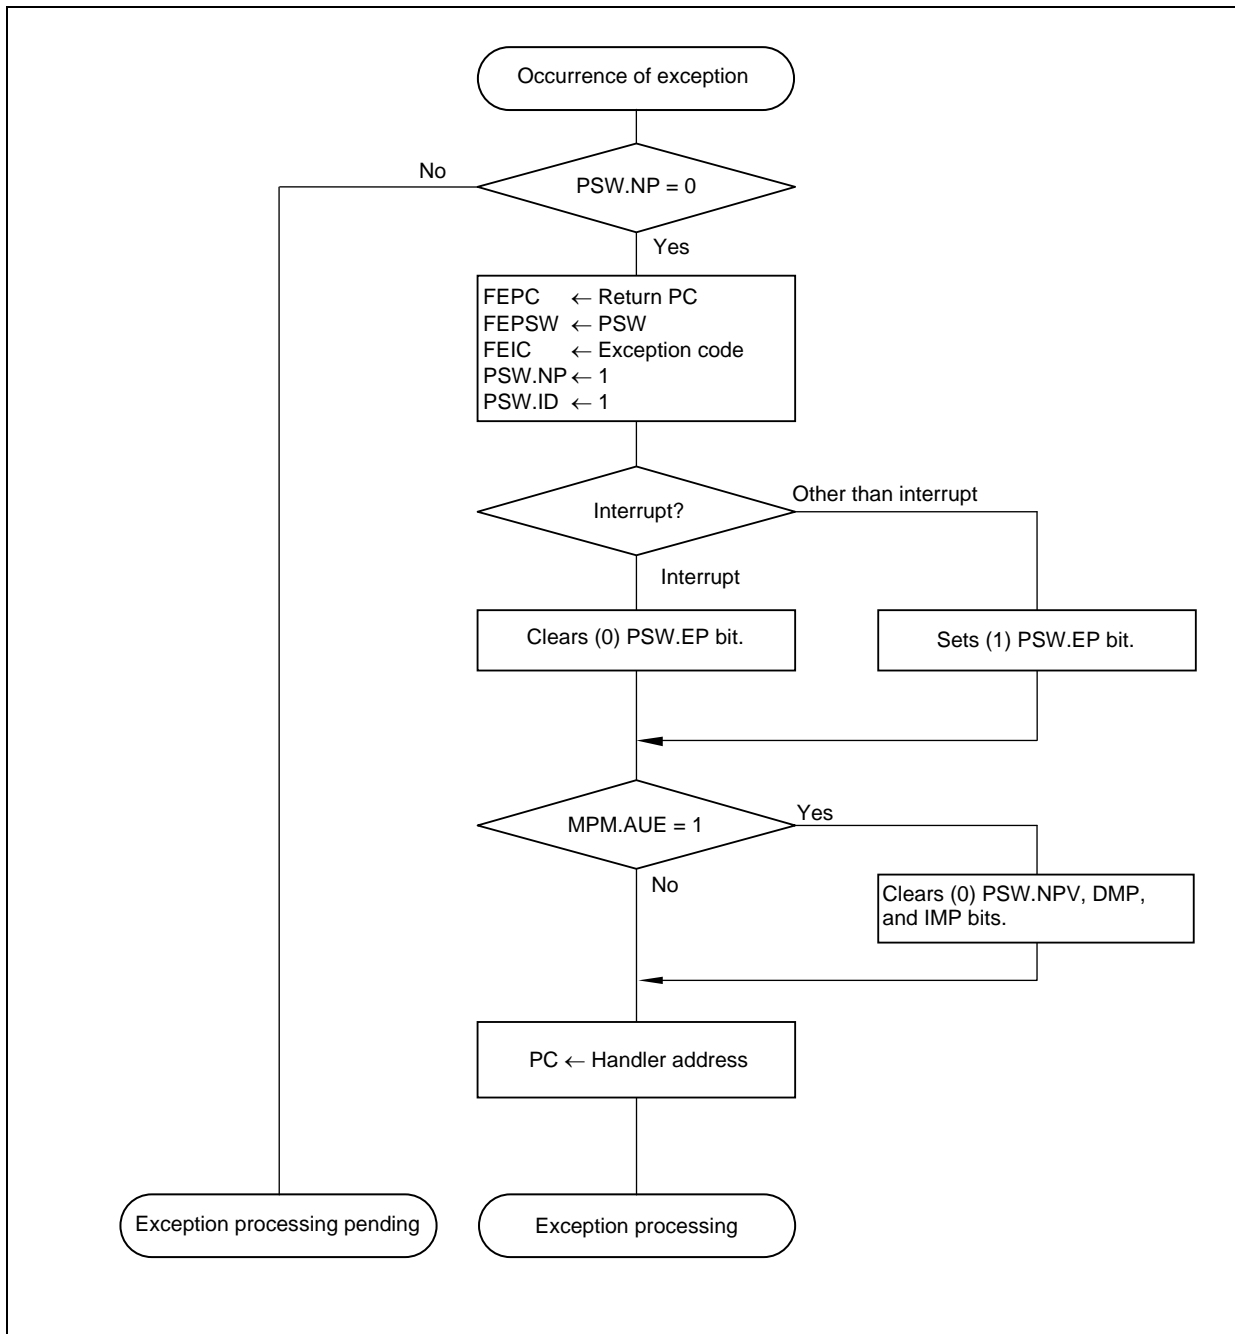 Occurrence of exception
No
PSW.NP = 0
Yes
FEPC ← Return PC
FEPSW ← PSW
FEIC ← Exception code
PSW.NP ← 1
PSW.ID ← 1
Other than interrupt
Interrupt?
Interrupt
Clears (0) PSW.EP bit.
Sets (1) PSW.EP bit.
Yes
MPM.AUE = 1
No
Clears (0) PSW.NPV, DMP,
and IMP bits.
PC ← Handler address
Exception processing pending
Exception processing